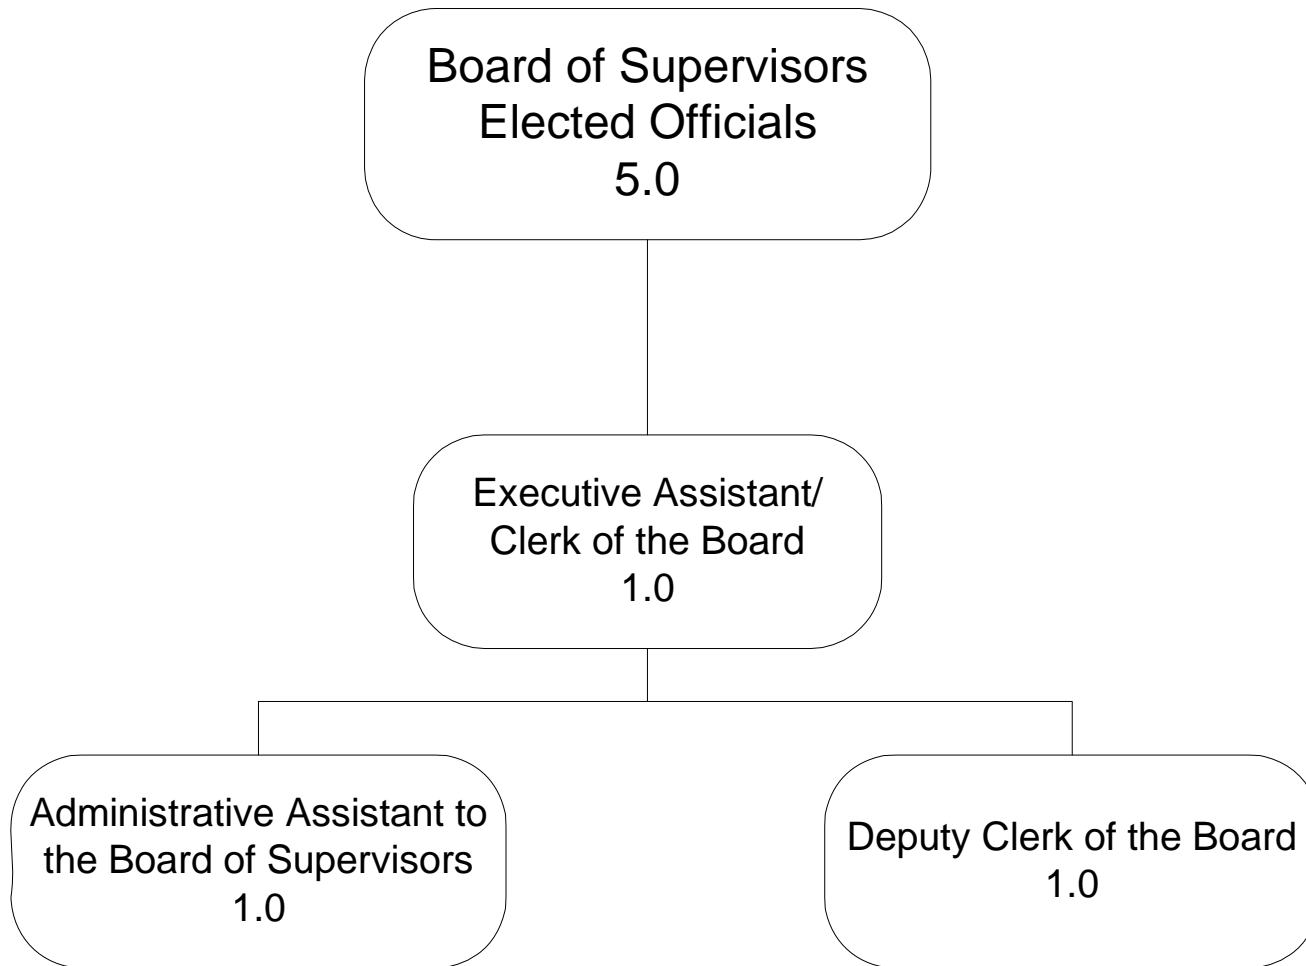 Board of Supervisors
Elected Officials
5.0
Executive Assistant/
Clerk of the Board
1.0
Administrative Assistant to
the Board of Supervisors
1.0
Deputy Clerk of the Board
1.0